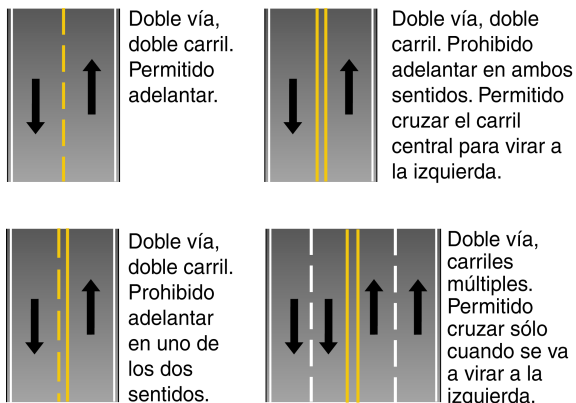 Doble vía,
doble carril.
Permitido
adelantar.
Doble vía, doble
carril. Prohibido
adelantar en ambos
sentidos. Permitido
cruzar el carril
central para virar a
la izquierda.
Doble vía,
doble carril.
Prohibido
adelantar
en uno de
los dos
sentidos.
Doble vía,
carriles
múltiples.
Permitido
cruzar sólo
cuando se va
a virar a la
izquierda.